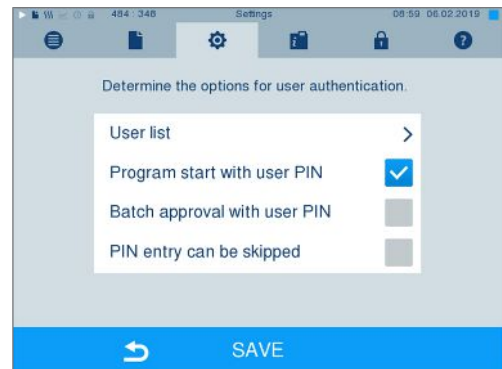 484 : 348 Settings 08:59 06.02.2019
Determine the options for user authentication.
User list
Program start with user PIN
Batch approval with user PIN
PIN entry can be skipped
SAVE